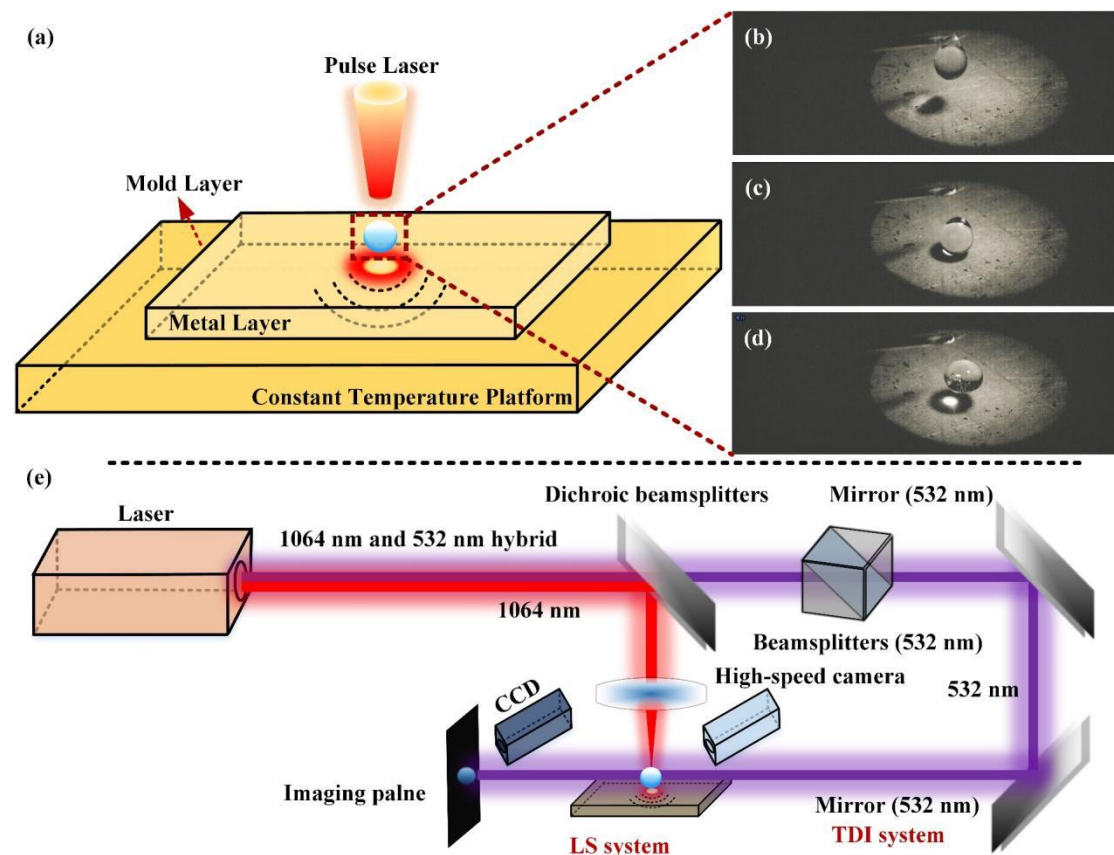 (a)
Pulse Laser
Mold Layer
Metal Layer
Constant Temperature Platform
(b)
(c)
(d)
(e)
Laser
1064 nm and 532 nm hybrid
1064 nm
Dichroic beamsplitters
Mirror (532 nm)
Beamsplitters (532 nm)
High-speed camera
532 nm
CCD
Imaging palne
Mirror (532 nm)
LS system
TDI system